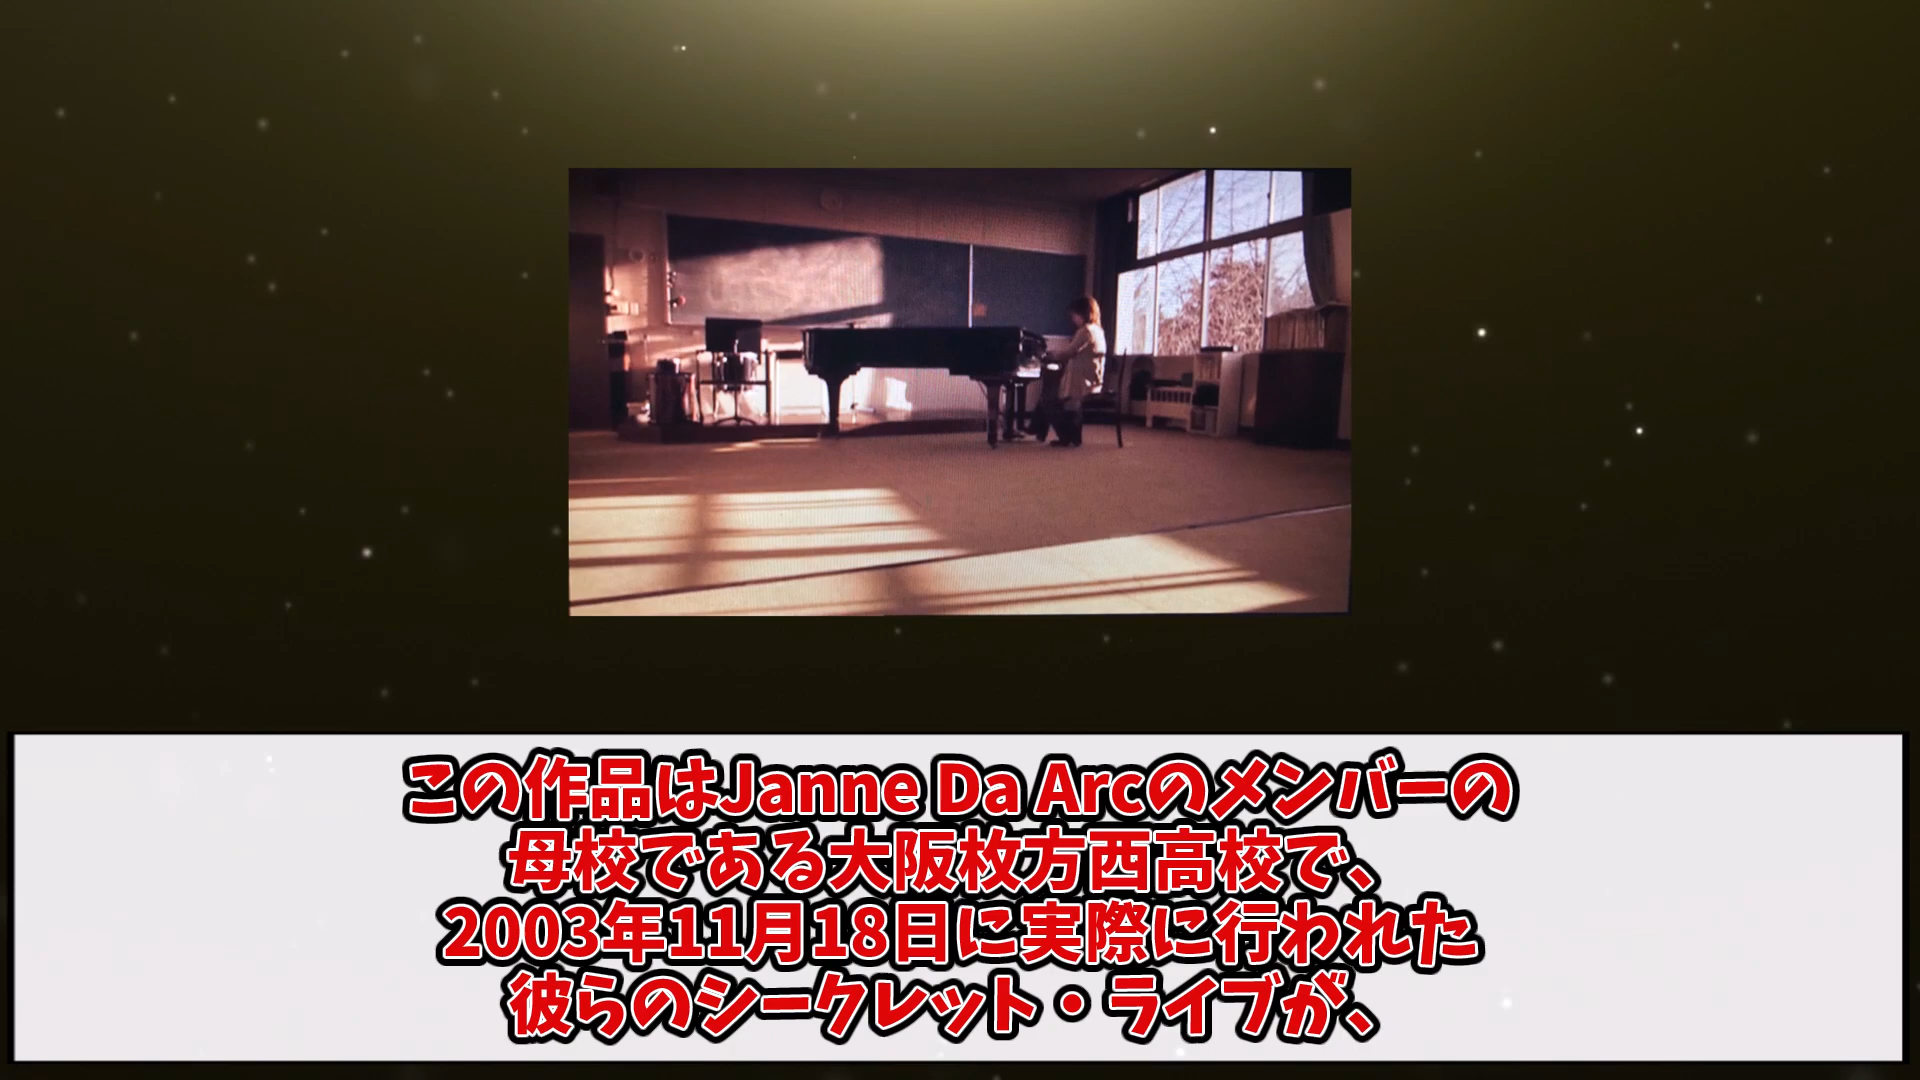 この作品はJanne Da Arcのメンバーの
母校である大阪枚方西高校で、
2003年11月18日に実際に行われた
彼らのシークレット・ライブが、